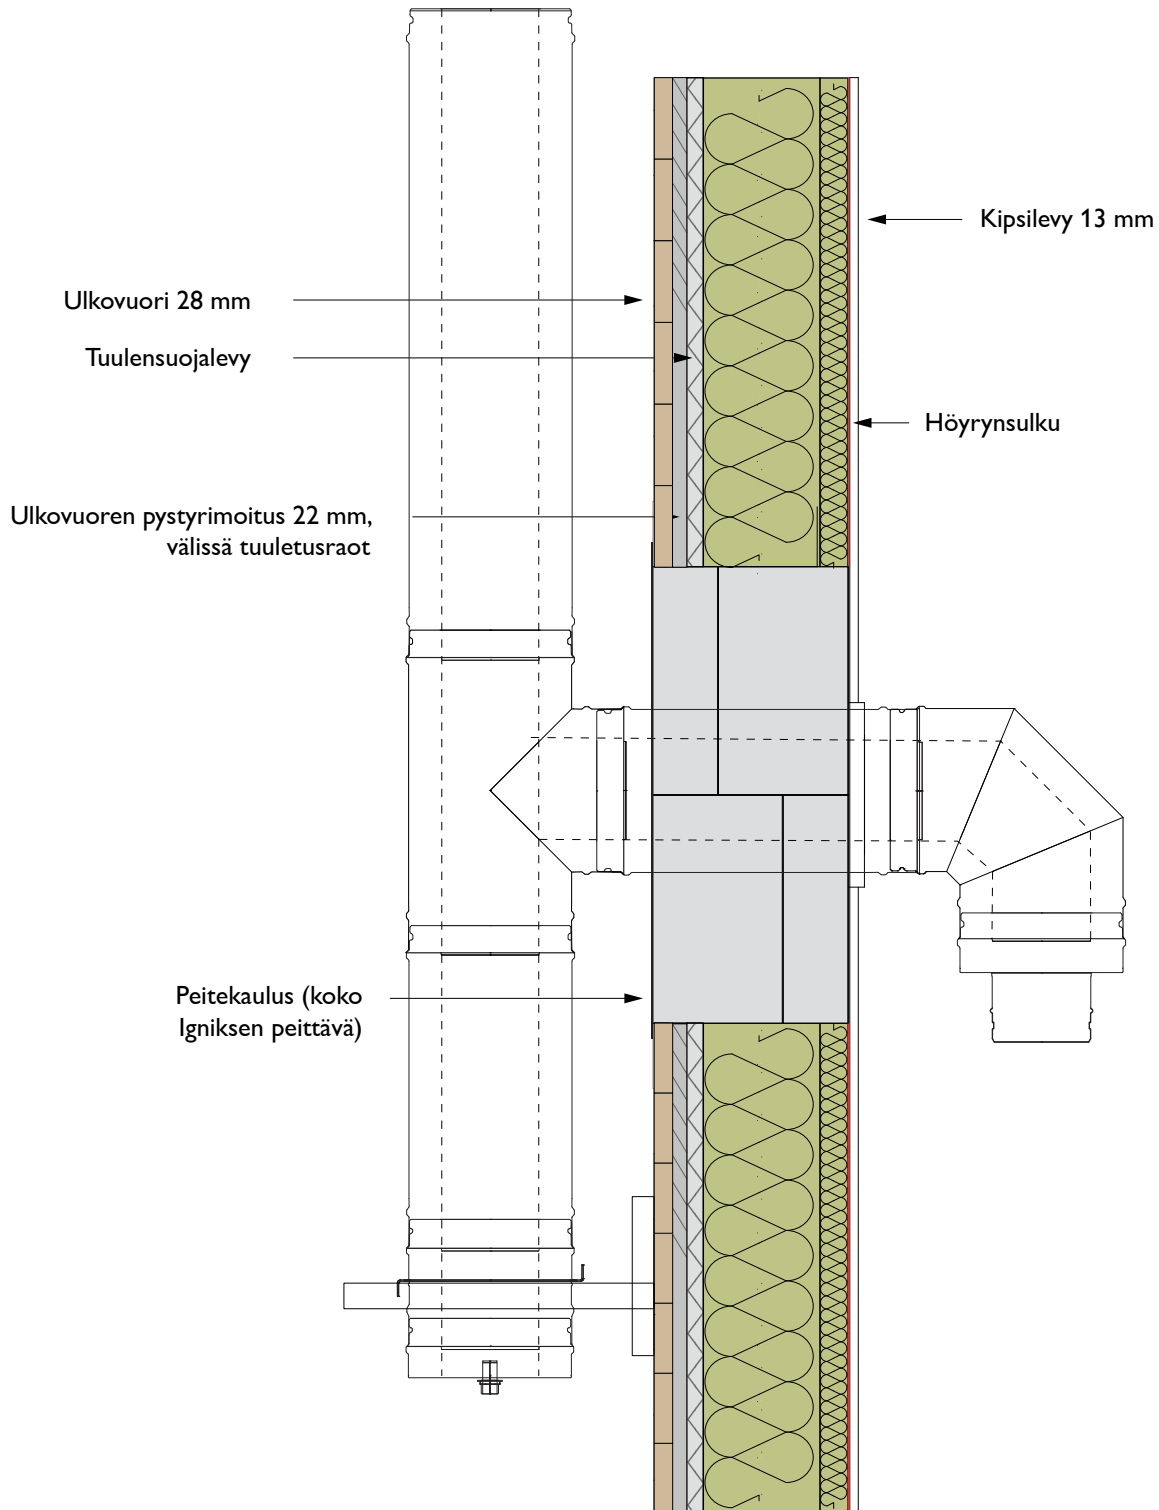 Kipsilevy 13 mm
Ulkovuori 28 mm
Tuulensuojalevy
Höyrynsulku
Ulkovuoren pystyrimoitus 22 mm,
välissä tuuletusraot
Peitekaulus (koko
Igniksen peittävä)